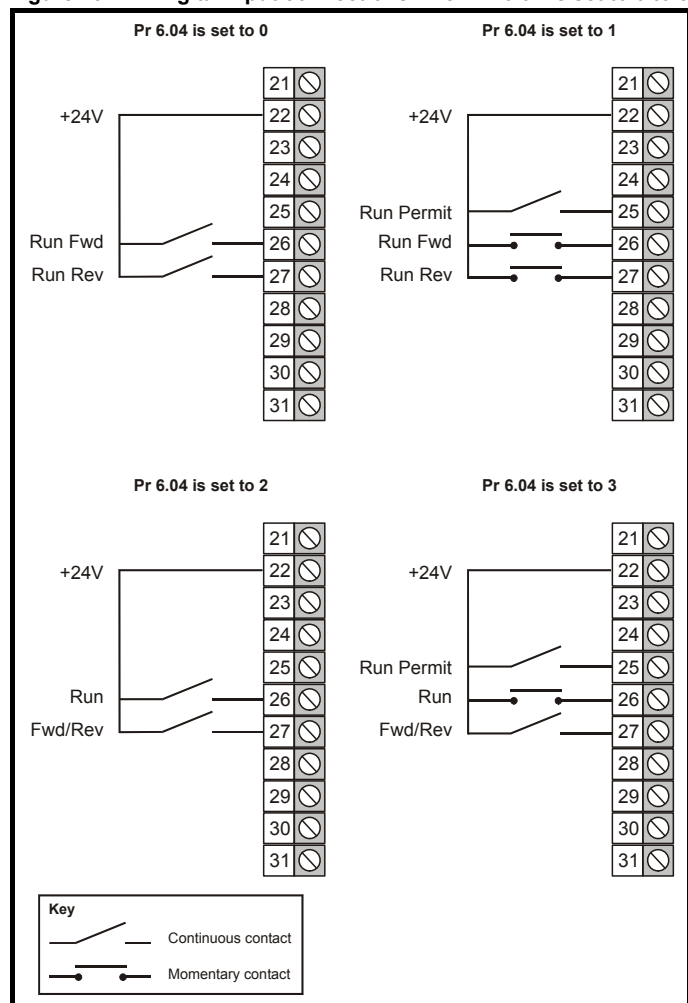 Pr 6.04 is set to 0
21
+24V 22
23
24
25
Run Fwd 26
Run Rev 27
28
29
30
31
Pr 6.04 is set to 1
21
+24V 22
23
24
Run Permit 25
Run Fwd 26
Run Rev 27
28
29
30
31
Pr 6.04 is set to 2
21
+24V 22
23
24
25
Run 26
Fwd/Rev 27
28
29
30
31
Pr 6.04 is set to 3
21
+24V 22
23
24
Run Permit 25
Run 26
Fwd/Rev 27
28
29
30
31
Key
Continuous contact
Momentary contact